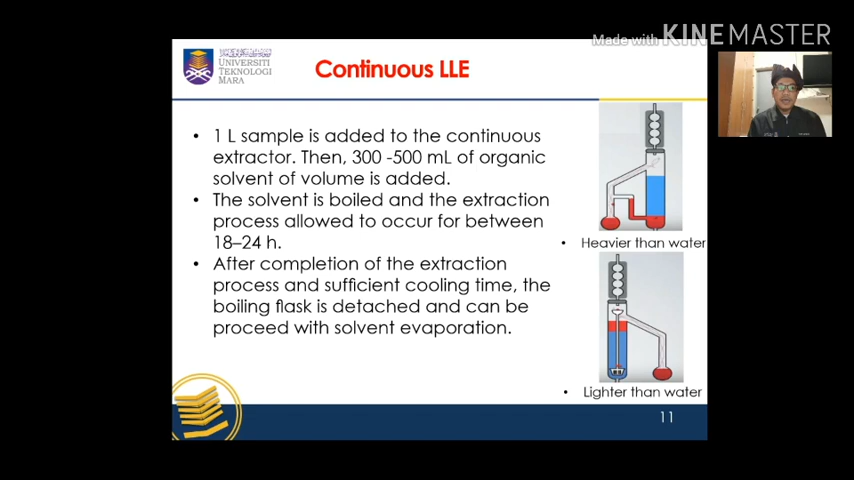 Made with KINEMASTER
UNIVERSITI
TEKNOLOGI
MARA
Continuous LLE
• 1 L sample is added to the continuous
extractor. Then, 300 -500 mL of organic
solvent of volume is added.
• The solvent is boiled and the extraction
process allowed to occur for between
18–24 h.
• After completion of the extraction
process and sufficient cooling time, the
boiling flask is detached and can be
proceed with solvent evaporation.
• Heavier than water
• Lighter than water
11